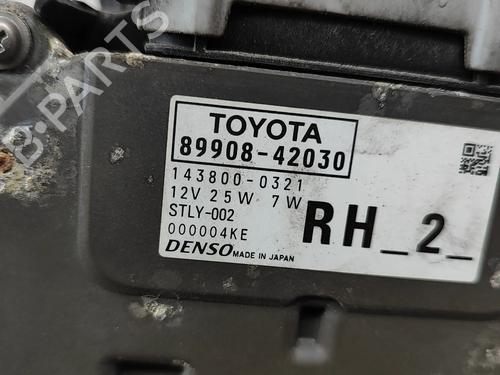 B-PARTS
TOYOTA
89908-42030
143800-0321
12V 25W 7W
STLY-002
000004KE
RH_2_
DENSO MADE IN JAPAN